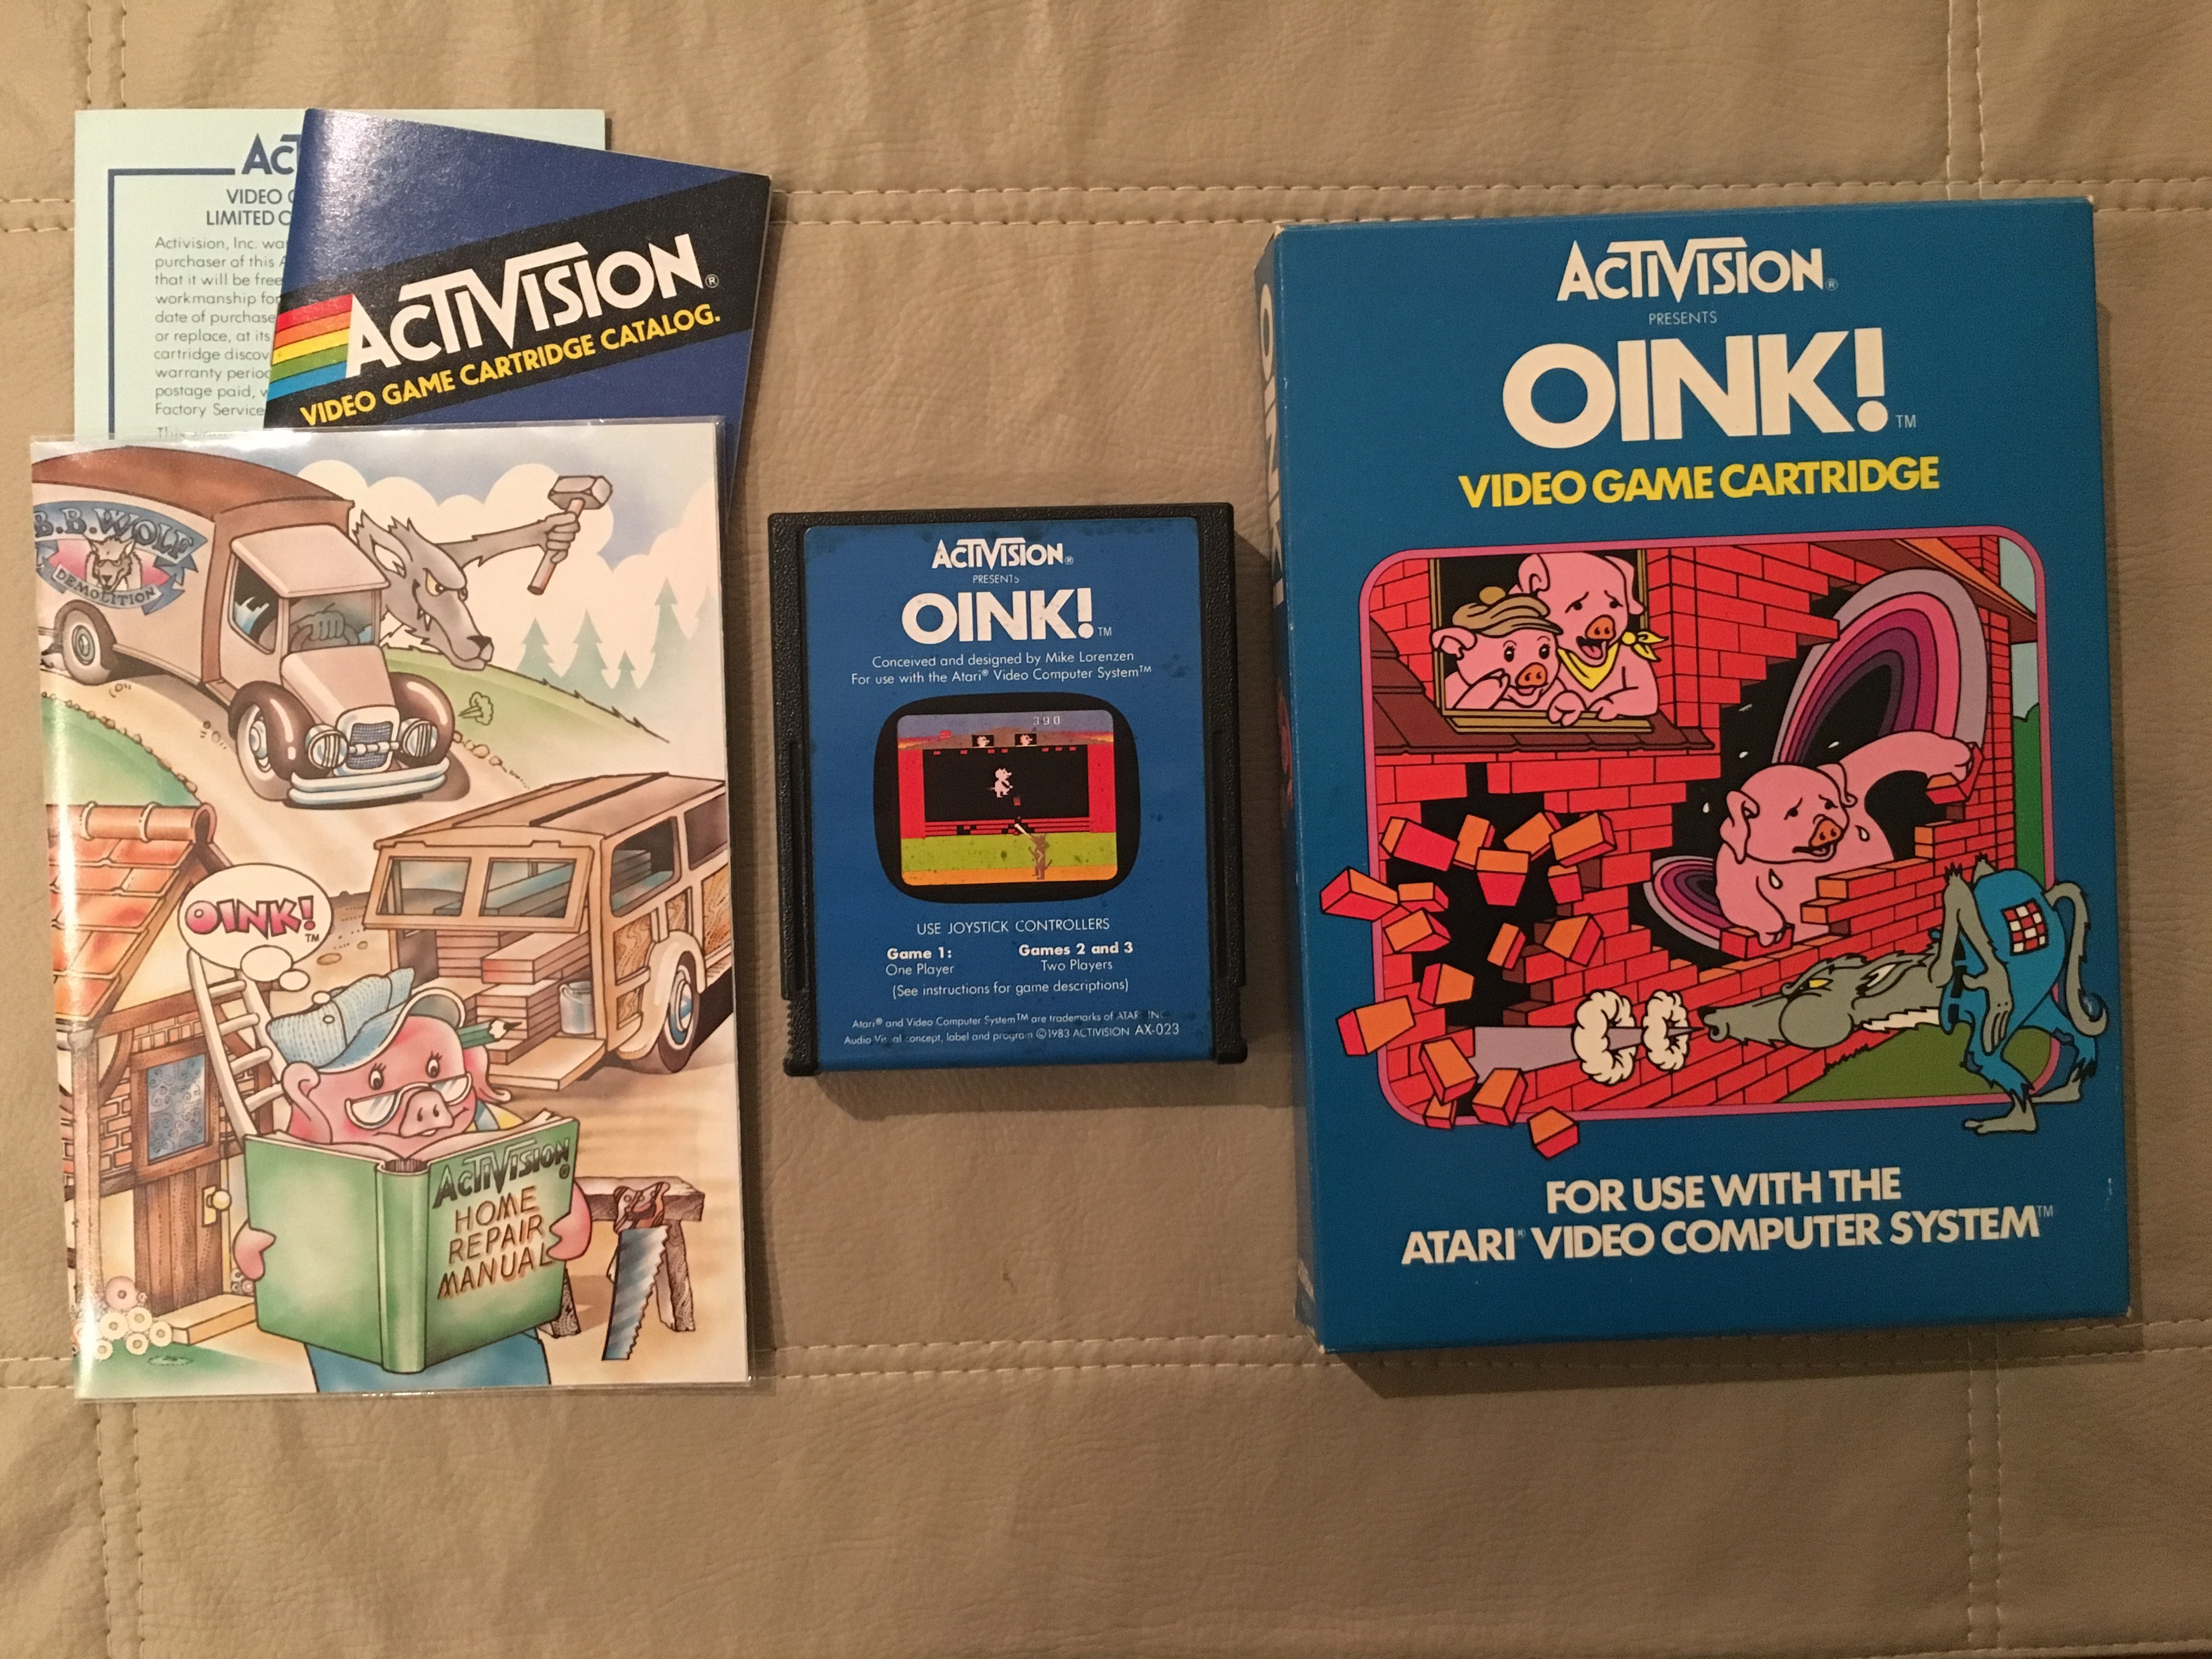 ACTIVISION®
VIDEO GAME CARTRIDGE CATALOG.
VIDEO
LIMITED
Activision, Inc.
purchaser of this
that it will be free
workmanship for
date of purchase
or replace, at its
cartridge
warranty
postage paid,
Factory Service
B.B. WOLF
DEMOLITION
OINK!™
ACTIVISION®
HOME
REPAIR
MANUAL
ACTIVISION®
PRESENTS
OINK!™
Conceived and designed by Mike Lorenzen
For use with the Atari® Video Computer System™
390
USE JOYSTICK CONTROLLERS
Game 1:
One Player
Games 2 and 3
Two Players
(See instructions for game descriptions)
Atari® and Video Computer System™ are trademarks of ATARI, INC.
Audio Visual concept, label and program ©1983 ACTIVISION AX-023
OINK!
ACTIVISION®
PRESENTS
OINK!™
VIDEO GAME CARTRIDGE
FOR USE WITH THE
ATARI® VIDEO COMPUTER SYSTEM™